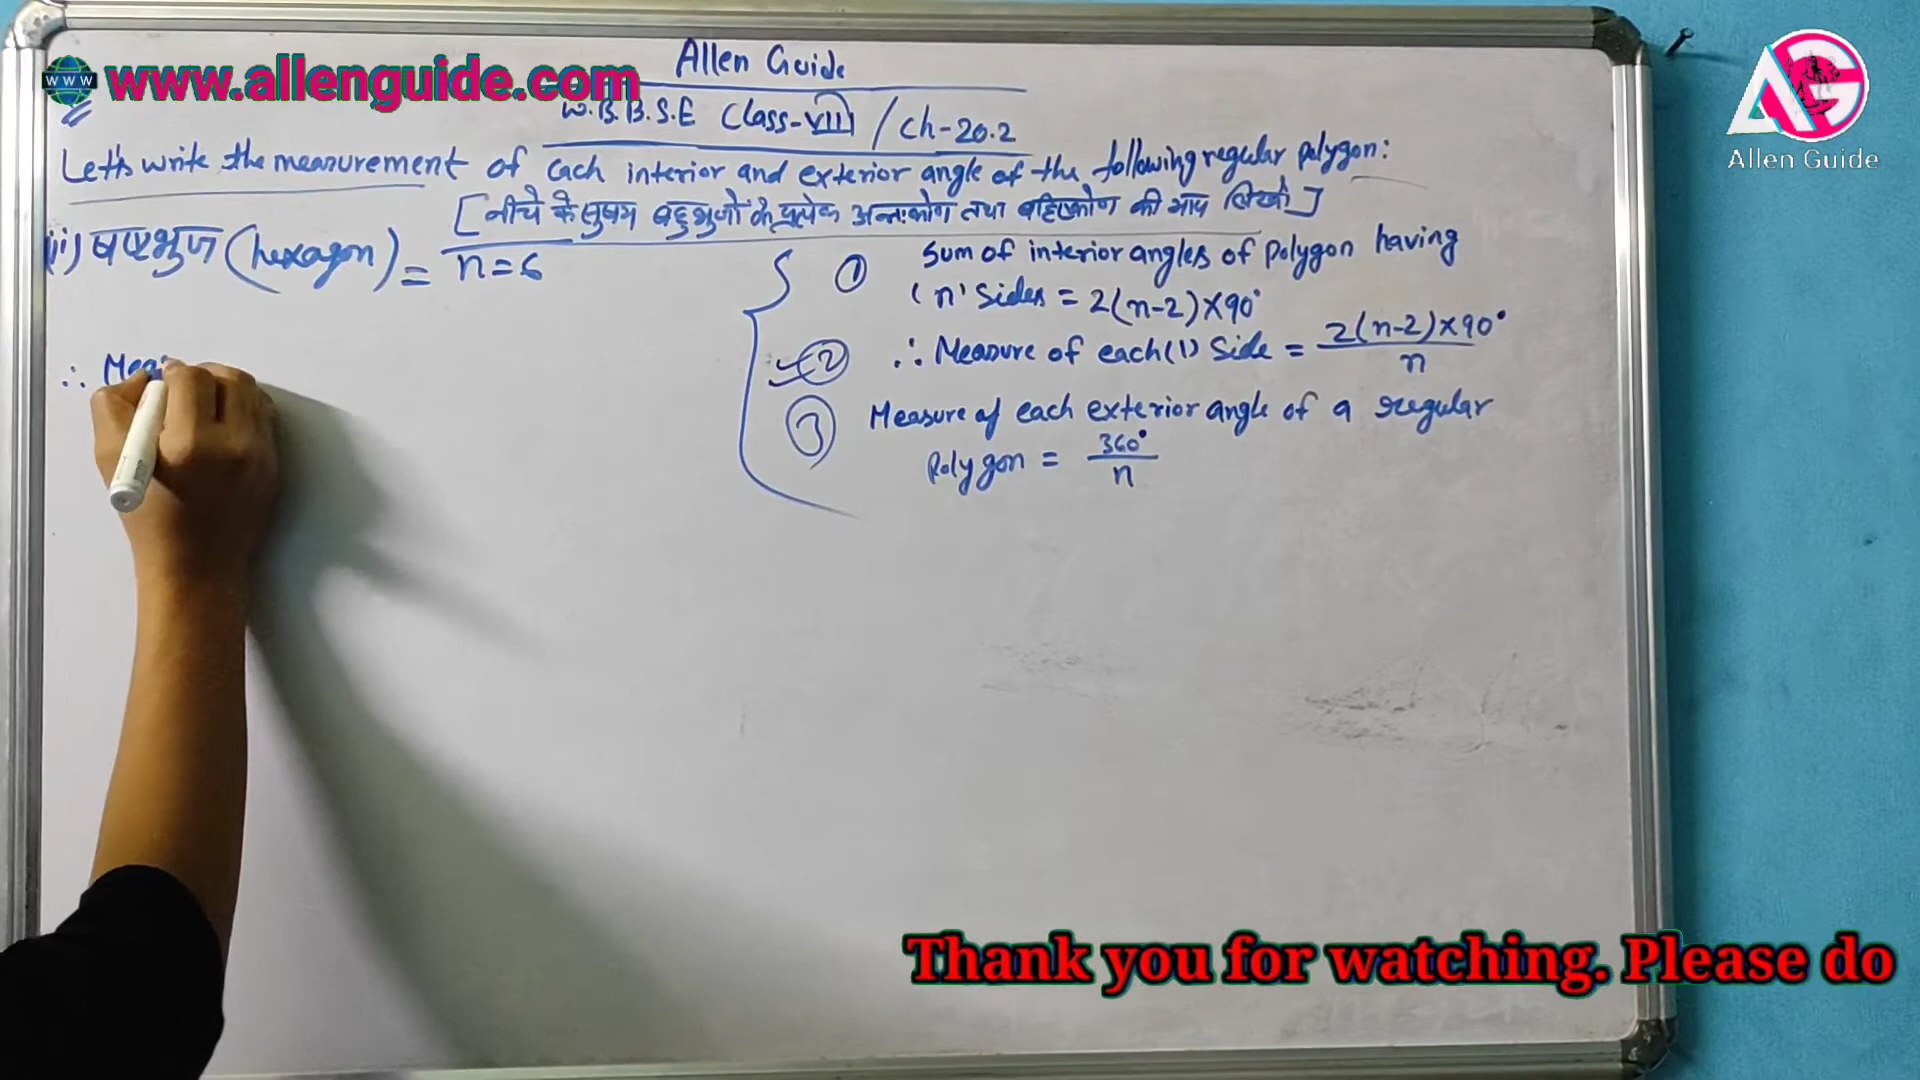 www.allenguide.com
Allen Guide
W.B.B.S.E Class-VIII / Ch-20.2
Let's write the measurement of each interior and exterior angle of the following regular polygon:
[नीचे के सुषम बहुभुजों के प्रत्येक अन्तःकोण तथा बहिष्कोण की माप लिखो]
(ii) षष्टभुज (hexagon) = n=6
① Sum of interior angles of polygon having
'n' Sides = 2(n-2)×90°
② ∴ Measure of each (1) Side = 2(n-2)×90° / n
③ Measure of each exterior angle of a regular
Polygon = 360° / n
∴ Meas
Allen Guide
Thank you for watching. Please do